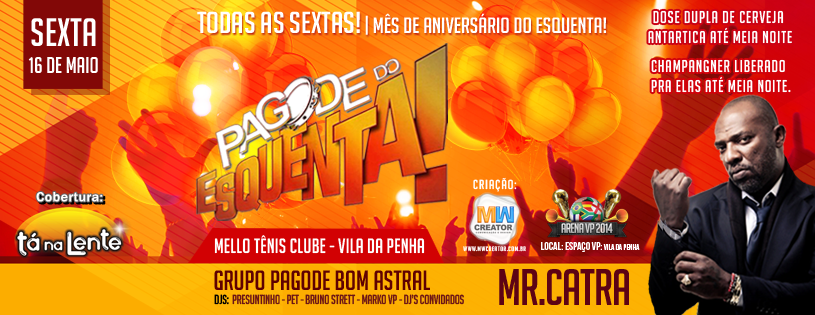 SEXTA
16 DE MAIO
TODAS AS SEXTAS! | MÊS DE ANIVERSÁRIO DO ESQUENTA!
DOSE DUPLA DE CERVEJA
ANTARTICA ATÉ MEIA NOITE
CHAMPANGNER LIBERADO
PRA ELAS ATÉ MEIA NOITE.
PAGODE DO
ESQUENTA!
Cobertura:
tá na Lente
CRIAÇÃO:
MW
CREATOR
WWW.MWCREATOR.COM.BR
ARENA VP 2014
LOCAL: ESPAÇO VP: VILA DA PENHA
MELLO TÊNIS CLUBE - VILA DA PENHA
GRUPO PAGODE BOM ASTRAL
DJS: PRESUNTINHO - PET - BRUNO STRETT - MARKO VP - DJ'S CONVIDADOS
MR.CATRA